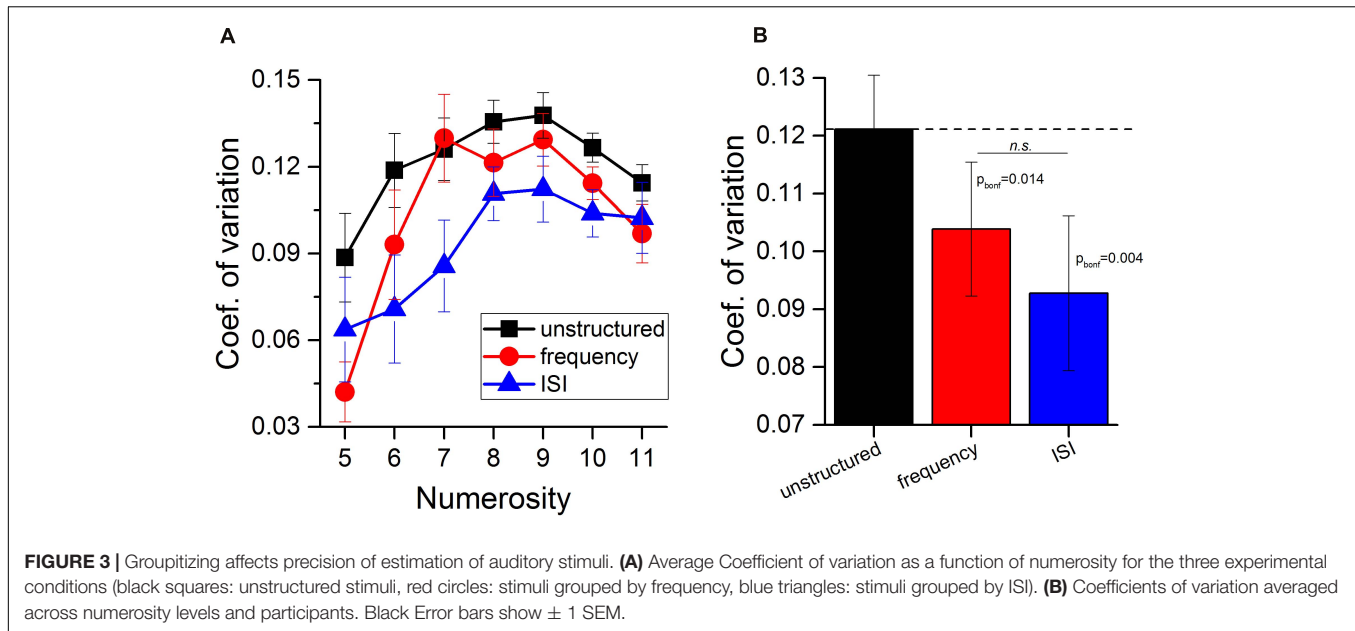 A
Coef. of variation
0.15
0.12
0.09
0.06
0.03
5 6 7 8 9 10 11
Numerosity
unstructured
frequency
ISI
B
Coef. of variation
0.13
0.12
0.11
0.10
0.09
0.08
0.07
n.s.
pbonf=0.014
pbonf=0.004
unstructured
frequency
ISI
FIGURE 3 | Groupitizing affects precision of estimation of auditory stimuli. (A) Average Coefficient of variation as a function of numerosity for the three experimental
conditions (black squares: unstructured stimuli, red circles: stimuli grouped by frequency, blue triangles: stimuli grouped by ISI). (B) Coefficients of variation averaged
across numerosity levels and participants. Black Error bars show ± 1 SEM.